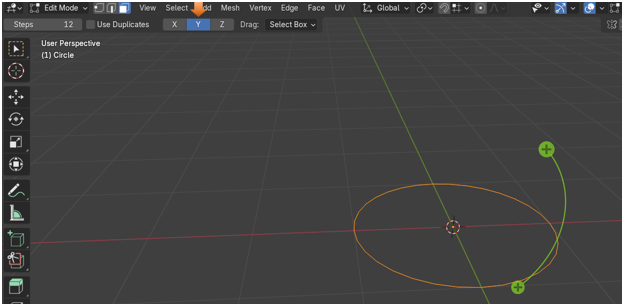 Edit Mode View Select Add Mesh Vertex Edge Face UV Global
Steps 12 Use Duplicates X Y Z Drag: Select Box
User Perspective
(1) Circle